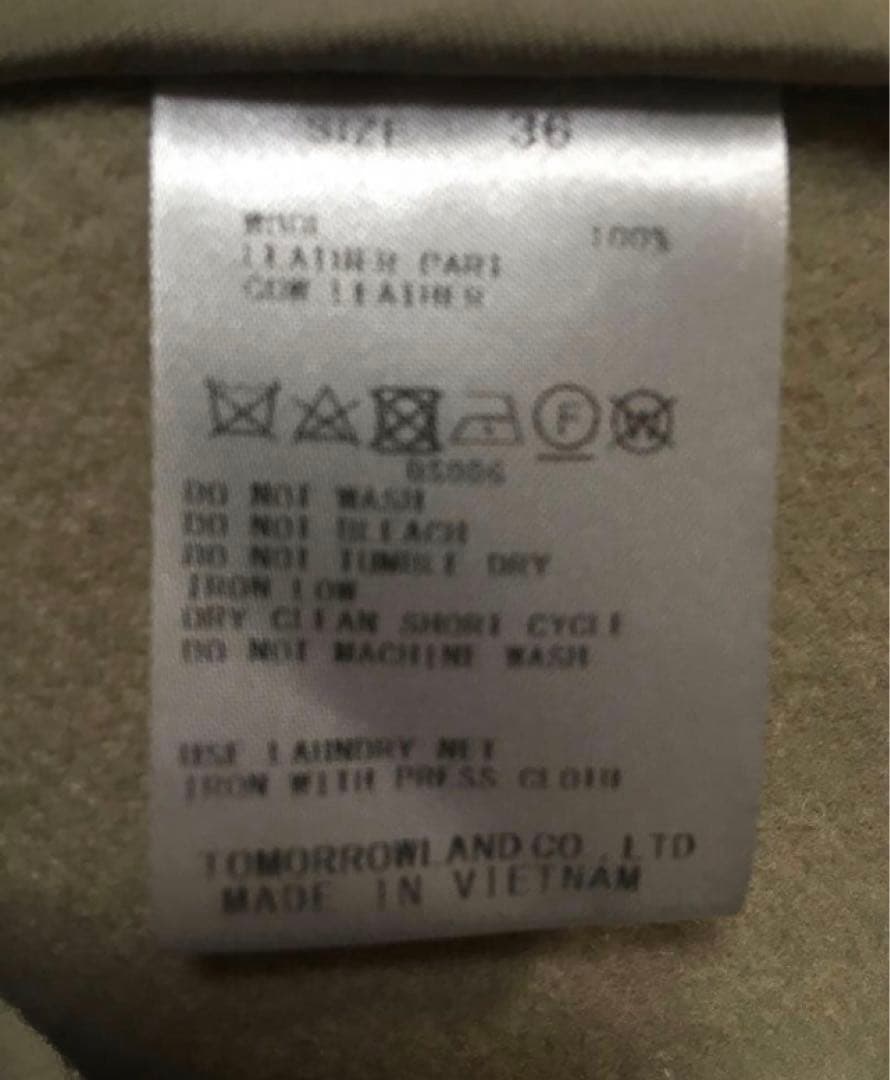 SIZE 36
WOOL 100%
LEATHER PART
COW LEATHER
F W
0S006
DO NOT WASH
DO NOT BLEACH
DO NOT TUMBLE DRY
IRON LOW
DRY CLEAN SHORT CYCLE
DO NOT MACHINE WASH
USE LAUNDRY NET
IRON WITH PRESS CLOTH
TOMORROWLAND CO.,LTD
MADE IN VIETNAM